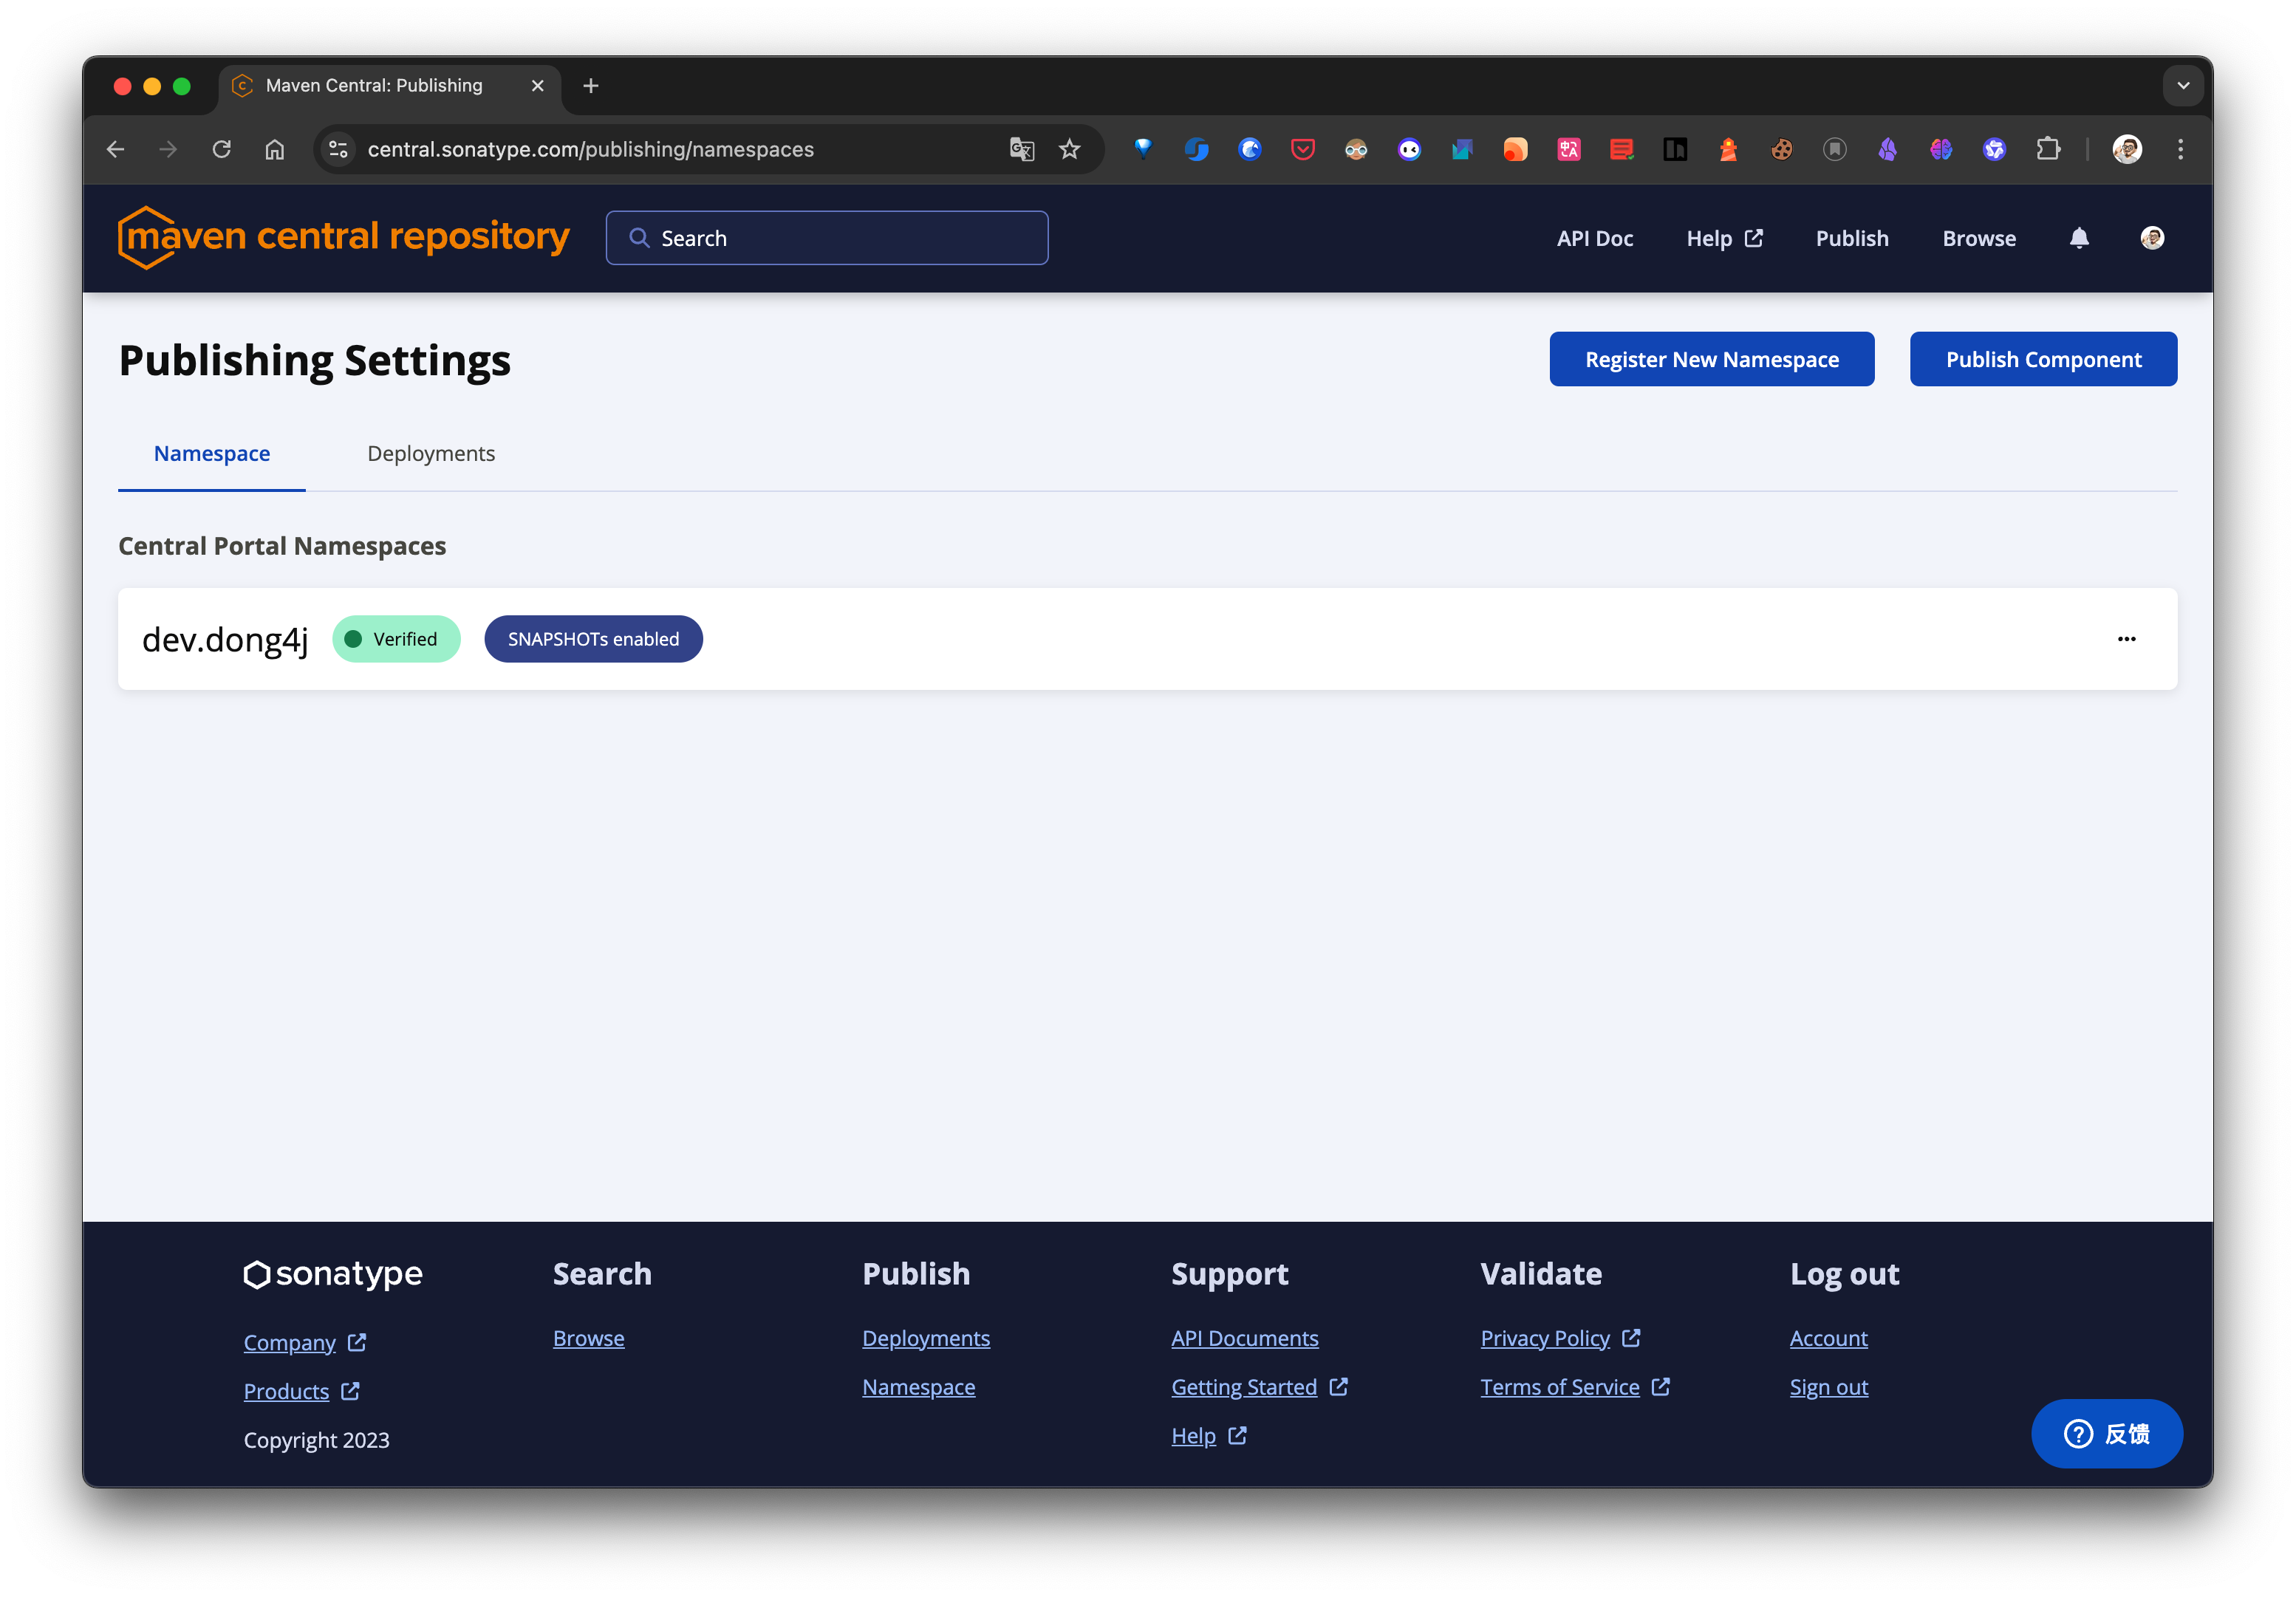 Maven Central: Publishing
central.sonatype.com/publishing/namespaces
maven central repository
Search
API Doc
Help
Publish
Browse
Publishing Settings
Register New Namespace
Publish Component
Namespace
Deployments
Central Portal Namespaces
dev.dong4j
Verified
SNAPSHOTs enabled
sonatype
Company
Products
Copyright 2023
Search
Browse
Publish
Deployments
Namespace
Support
API Documents
Getting Started
Help
Validate
Privacy Policy
Terms of Service
Log out
Account
Sign out
反馈